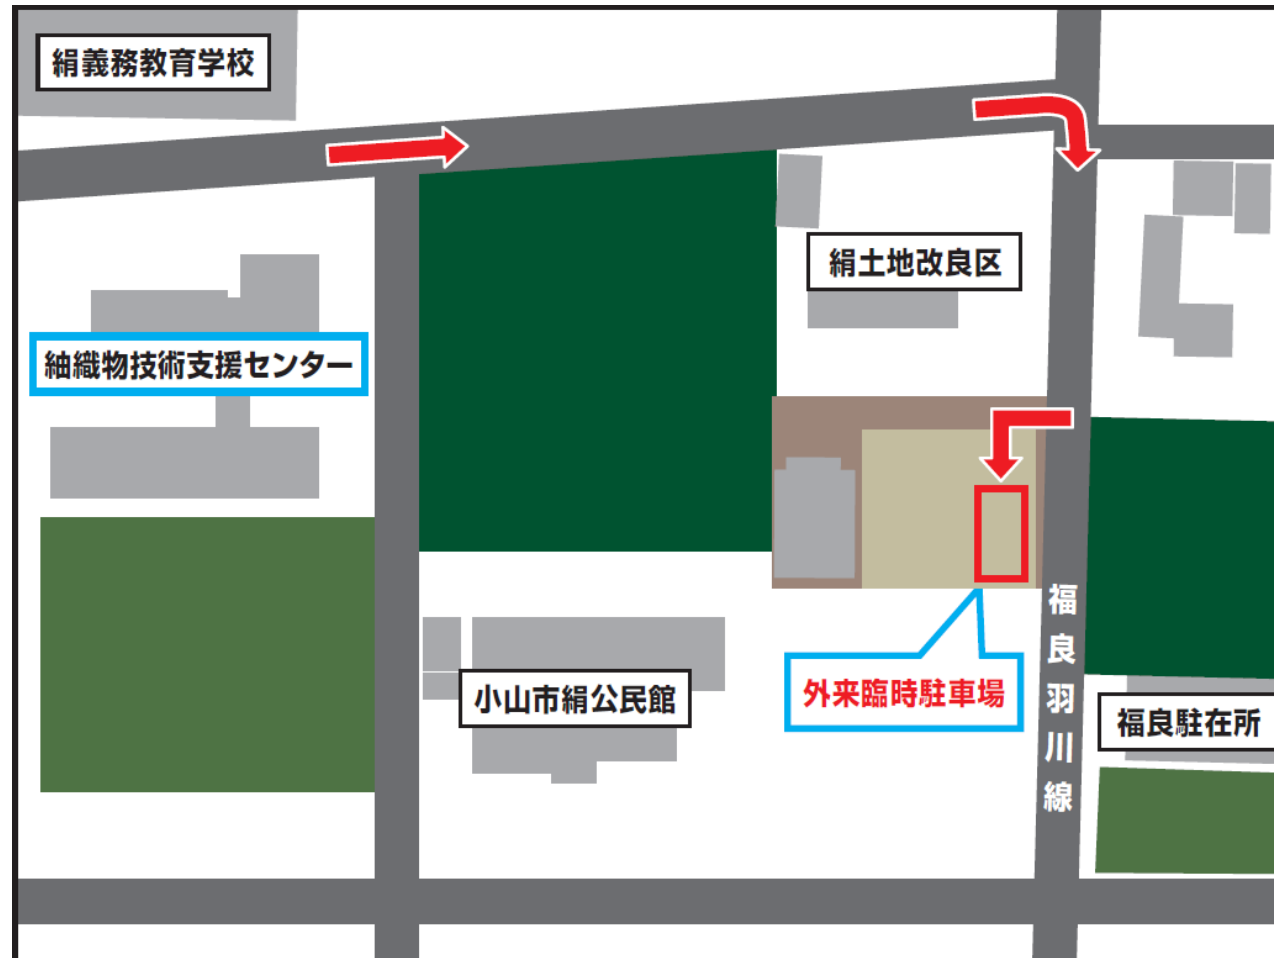 絹義務教育学校
絹土地改良区
紬織物技術支援センター
小山市絹公民館
外来臨時駐車場
福良羽川線
福良駐在所